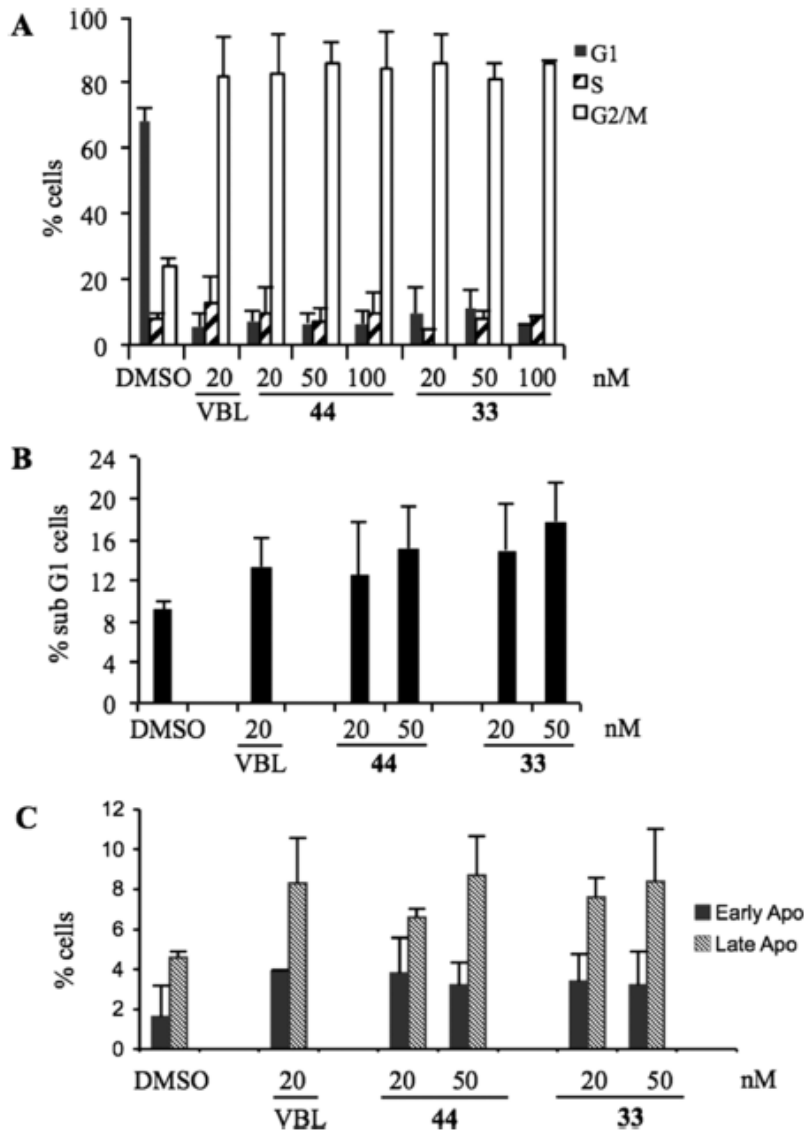 A
100
80
60
40
20
0
% cells
G1
S
G2/M
DMSO 20 20 50 100 20 50 100 nM
VBL 44 33
B
24
20
16
12
8
4
0
% sub G1 cells
DMSO 20 20 50 20 50 nM
VBL 44 33
C
12
10
8
6
4
2
0
% cells
Early Apo
Late Apo
DMSO 20 20 50 20 50 nM
VBL 44 33